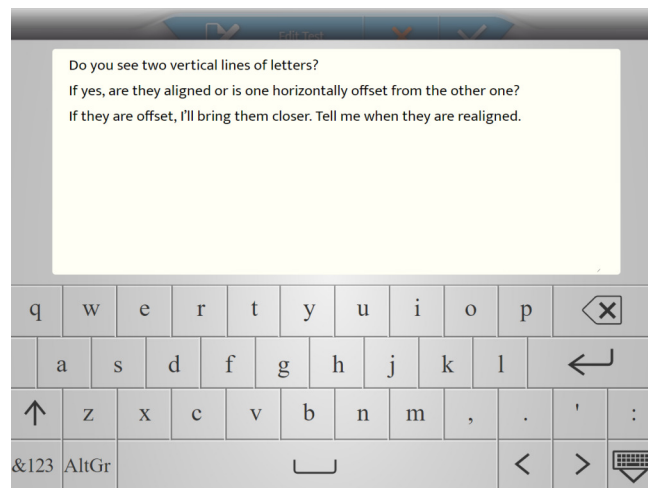 Edit Test
Do you see two vertical lines of letters?
If yes, are they aligned or is one horizontally offset from the other one?
If they are offset, I'll bring them closer. Tell me when they are realigned.
q w e r t y u i o p
a s d f g h j k l
z x c v b n m , . ' :
&123 AltGr < >